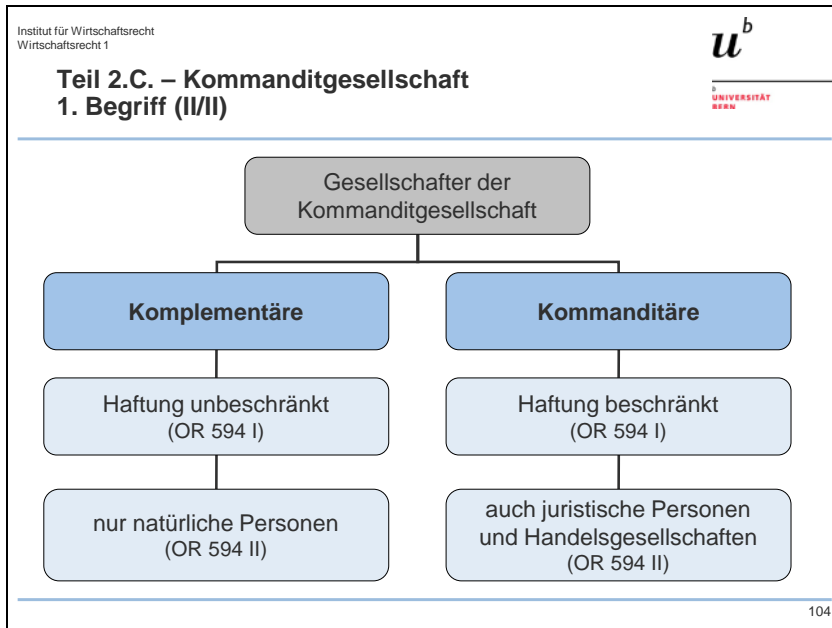 Institut für Wirtschaftsrecht
Wirtschaftsrecht 1
u^b
Teil 2.C. – Kommanditgesellschaft
1. Begriff (II/II)
b
UNIVERSITÄT
BERN
Gesellschafter der
Kommanditgesellschaft
Komplementäre
Kommanditäre
Haftung unbeschränkt
(OR 594 I)
Haftung beschränkt
(OR 594 I)
nur natürliche Personen
(OR 594 II)
auch juristische Personen
und Handelsgesellschaften
(OR 594 II)
104